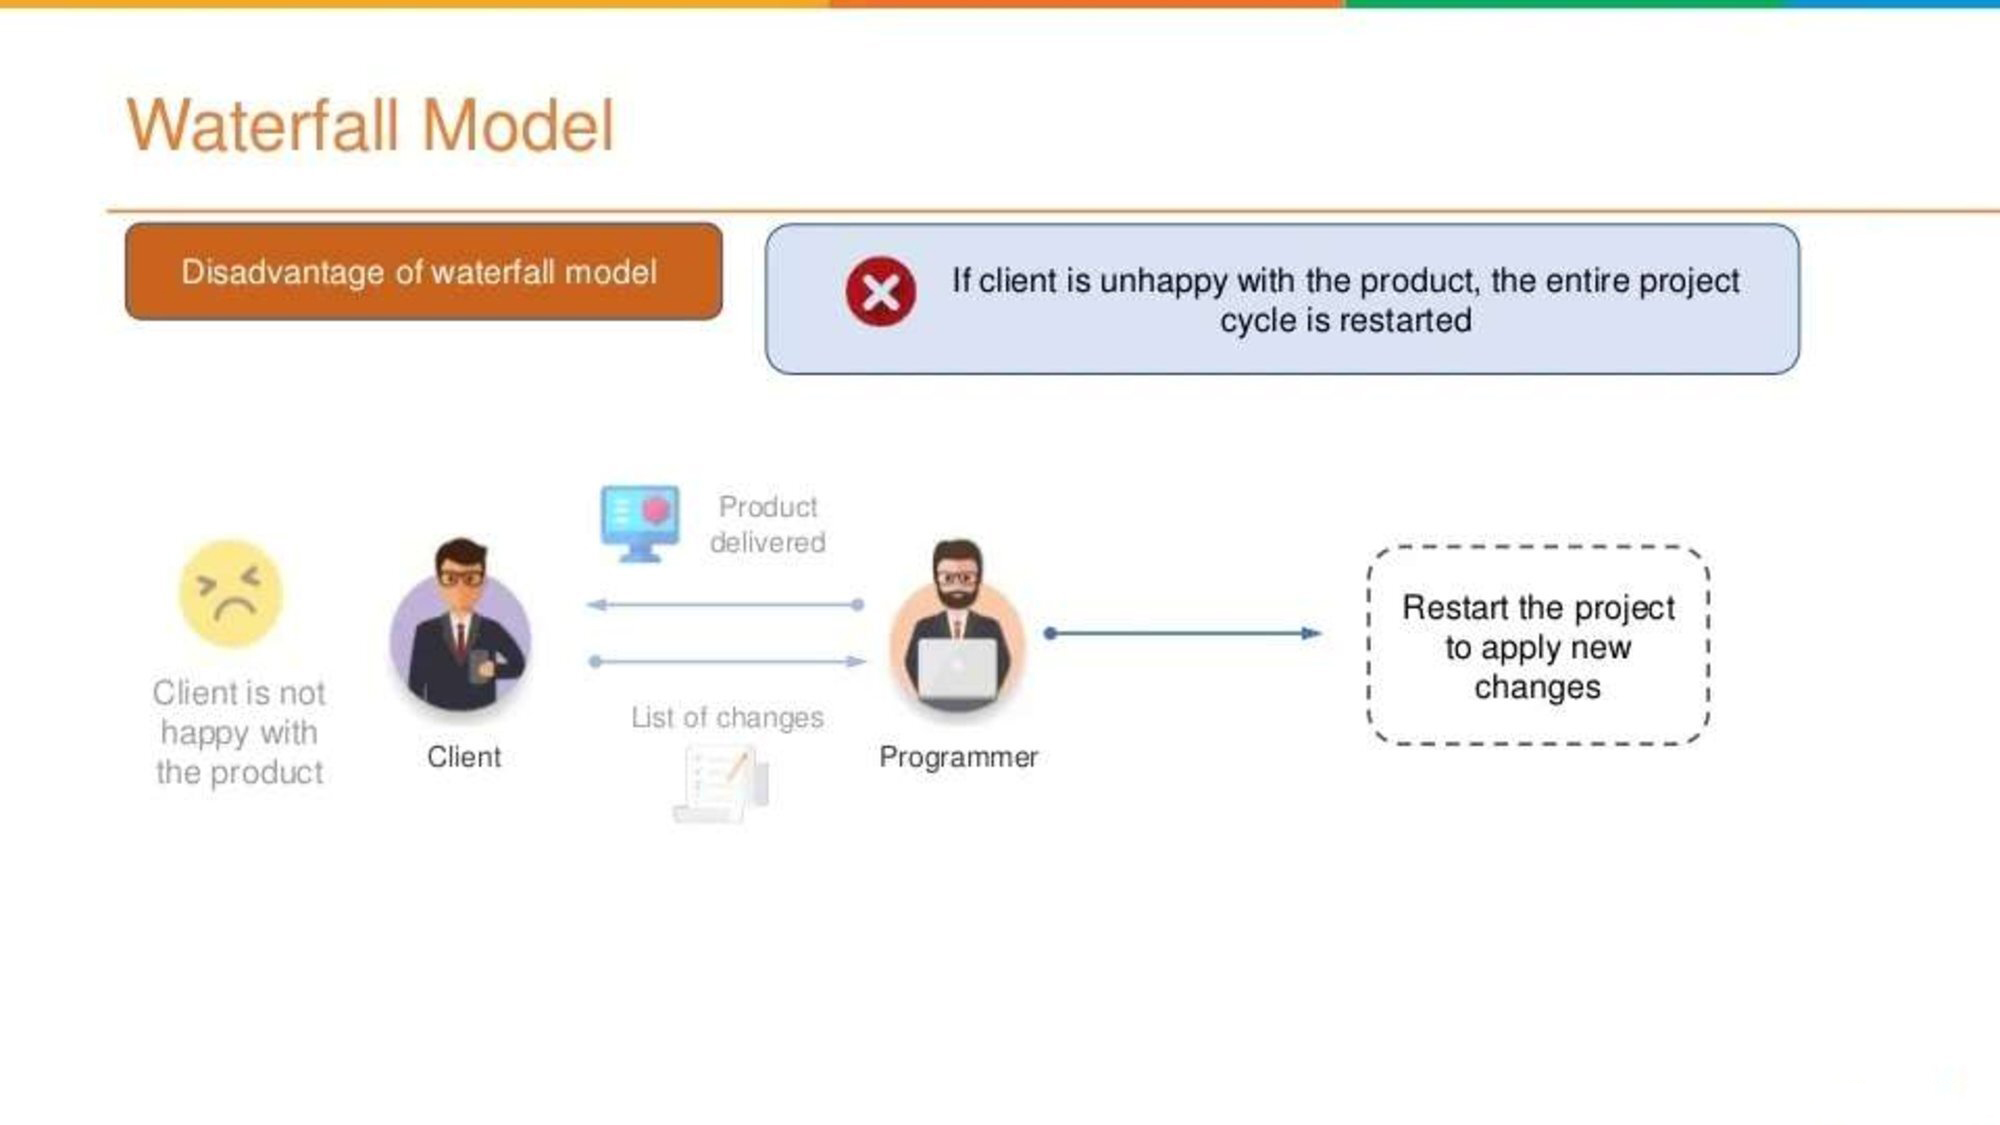 Waterfall Model
Disadvantage of waterfall model
If client is unhappy with the product, the entire project
cycle is restarted
Product
delivered
Client is not
happy with
the product
Client
List of changes
Programmer
Restart the project
to apply new
changes